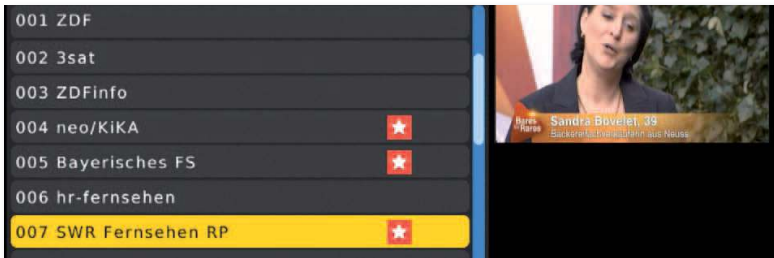 001 ZDF
002 3sat
003 ZDFinfo
004 neo/KiKA
005 Bayerisches FS
006 hr-fernsehen
007 SWR Fernsehen RP
Bares
Rares
Sandra Bovelet, 39
Bäckereifachverkäuferin aus Neuss